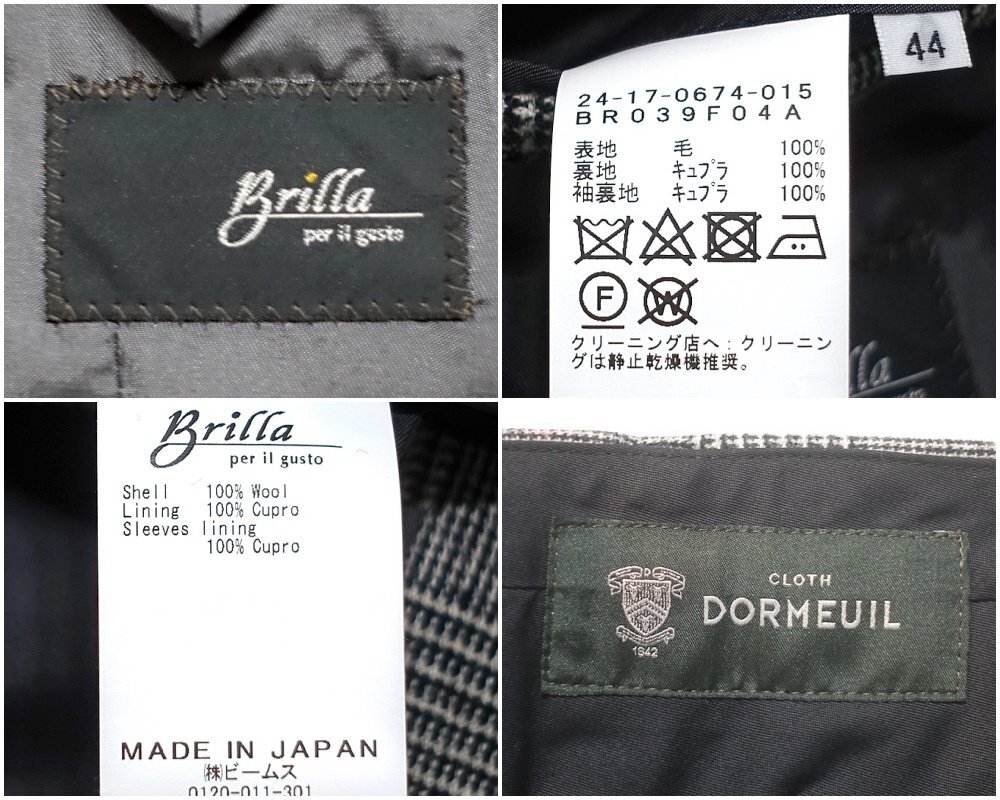 Brilla
per il gusto
44
24-17-0674-015
BR039F04A
表地 毛 100%
裏地 キュプラ 100%
袖裏地 キュプラ 100%
F
W
クリーニング店へ:クリーニン
グは静止乾燥機推奨。
lla
Brilla
per il gusto
Shell 100% Wool
Lining 100% Cupro
Sleeves lining
100% Cupro
MADE IN JAPAN
㈱ビームス
0120-011-301
D
CLOTH
DORMEUIL
1842